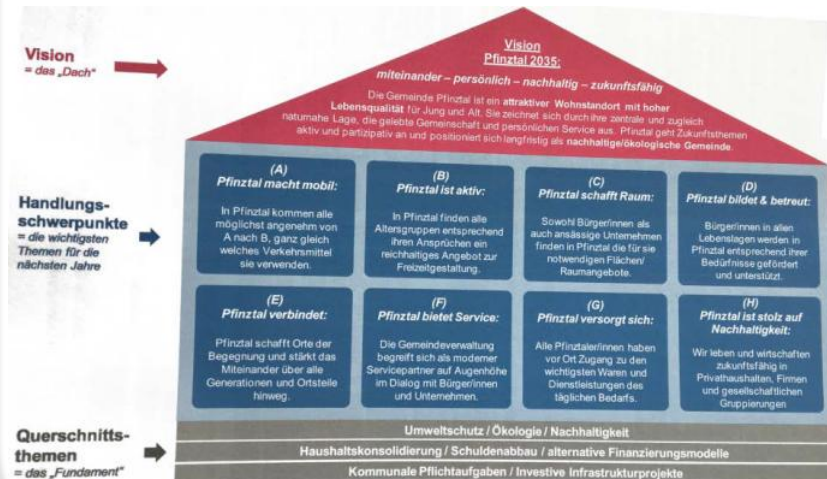 Vision
= das „Dach“
Vision
Pfinztal 2035:
miteinander – persönlich – nachhaltig – zukunftsfähig
Die Gemeinde Pfinztal ist ein attraktiver Wohnstandort mit hoher
Lebensqualität für Jung und Alt. Sie zeichnet sich durch ihre zentrale und zugleich
naturnahe Lage, die gelebte Gemeinschaft und persönlichen Service aus. Pfinztal geht Zukunftsthemen
aktiv und partizipativ an und positioniert sich langfristig als nachhaltige/ökologische Gemeinde.
Handlungs-
schwerpunkte
= die wichtigsten
Themen für die
nächsten Jahre
(A)
Pfinztal macht mobil:
In Pfinztal kommen alle
möglichst angenehm von
A nach B, ganz gleich
welches Verkehrsmittel
sie verwenden.
(B)
Pfinztal ist aktiv:
In Pfinztal finden alle
Altersgruppen entsprechend
ihren Ansprüchen ein
reichhaltiges Angebot zur
Freizeitgestaltung.
(C)
Pfinztal schafft Raum:
Sowohl Bürger/innen als
auch ansässige Unternehmen
finden in Pfinztal die für sie
notwendigen Flächen/
Raumangebote.
(D)
Pfinztal bildet & betreut:
Bürger/innen in allen
Lebenslagen werden in
Pfinztal entsprechend ihrer
Bedürfnisse gefördert
und unterstützt.
(E)
Pfinztal verbindet:
Pfinztal schafft Orte der
Begegnung und stärkt das
Miteinander über alle
Generationen und Ortsteile
hinweg.
(F)
Pfinztal bietet Service:
Die Gemeindeverwaltung
begreift sich als moderner
Servicepartner auf Augenhöhe
im Dialog mit Bürger/innen
und Unternehmen.
(G)
Pfinztal versorgt sich:
Alle Pfinztaler/innen haben
vor Ort Zugang zu den
wichtigsten Waren und
Dienstleistungen des
täglichen Bedarfs.
(H)
Pfinztal ist stolz auf
Nachhaltigkeit:
Wir leben und wirtschaften
zukunftsfähig in
Privathaushalten, Firmen
und gesellschaftlichen
Gruppierungen
Querschnitts-
themen
= das „Fundament“
Umweltschutz / Ökologie / Nachhaltigkeit
Haushaltskonsolidierung / Schuldenabbau / alternative Finanzierungsmodelle
Kommunale Pflichtaufgaben / Investive Infrastrukturprojekte